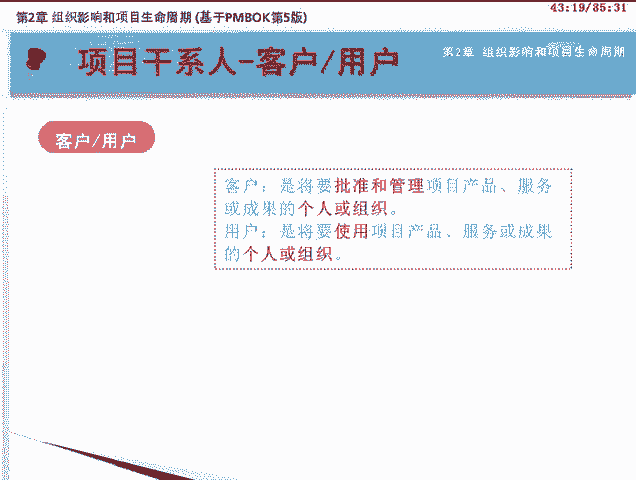 第2章 组织影响和项目生命周期 (基于PMBOK第5版)
43:19/85:31
项目干系人-客户/用户
第2章 组织影响和项目生命周期
客户/用户
客户：是将要批准和管理项目产品、服务
或成果的个人或组织。
用户：是将要使用项目产品、服务或成果
的个人或组织。